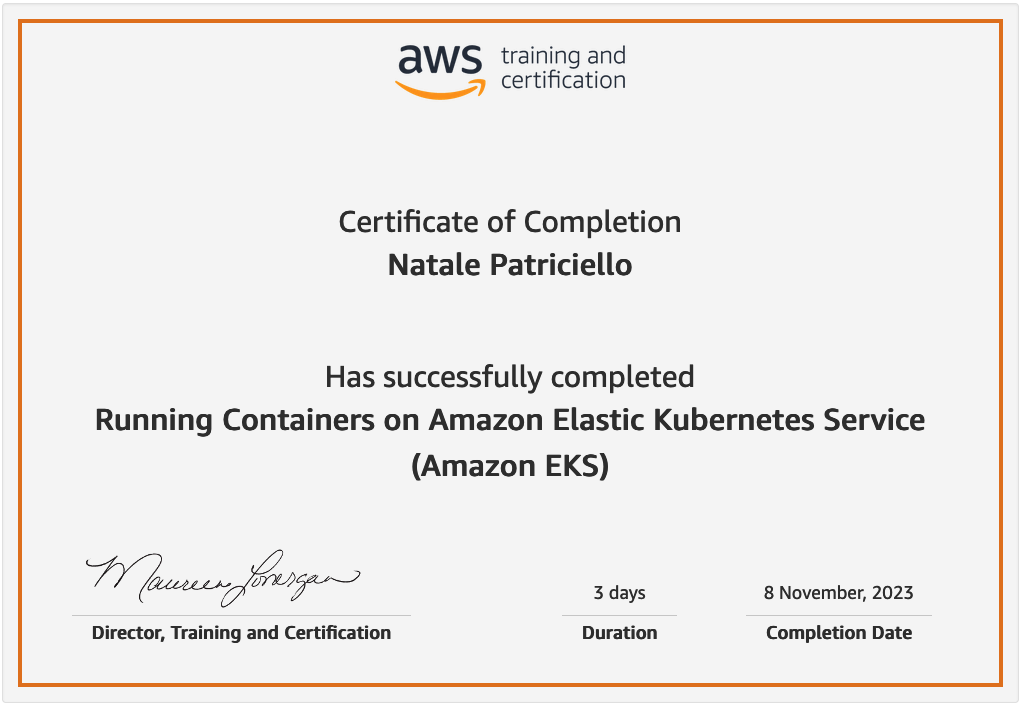 aws training and
certification
Certificate of Completion
Natale Patriciello
Has successfully completed
Running Containers on Amazon Elastic Kubernetes Service
(Amazon EKS)
Maureen Lonergan
3 days
8 November, 2023
Director, Training and Certification
Duration
Completion Date